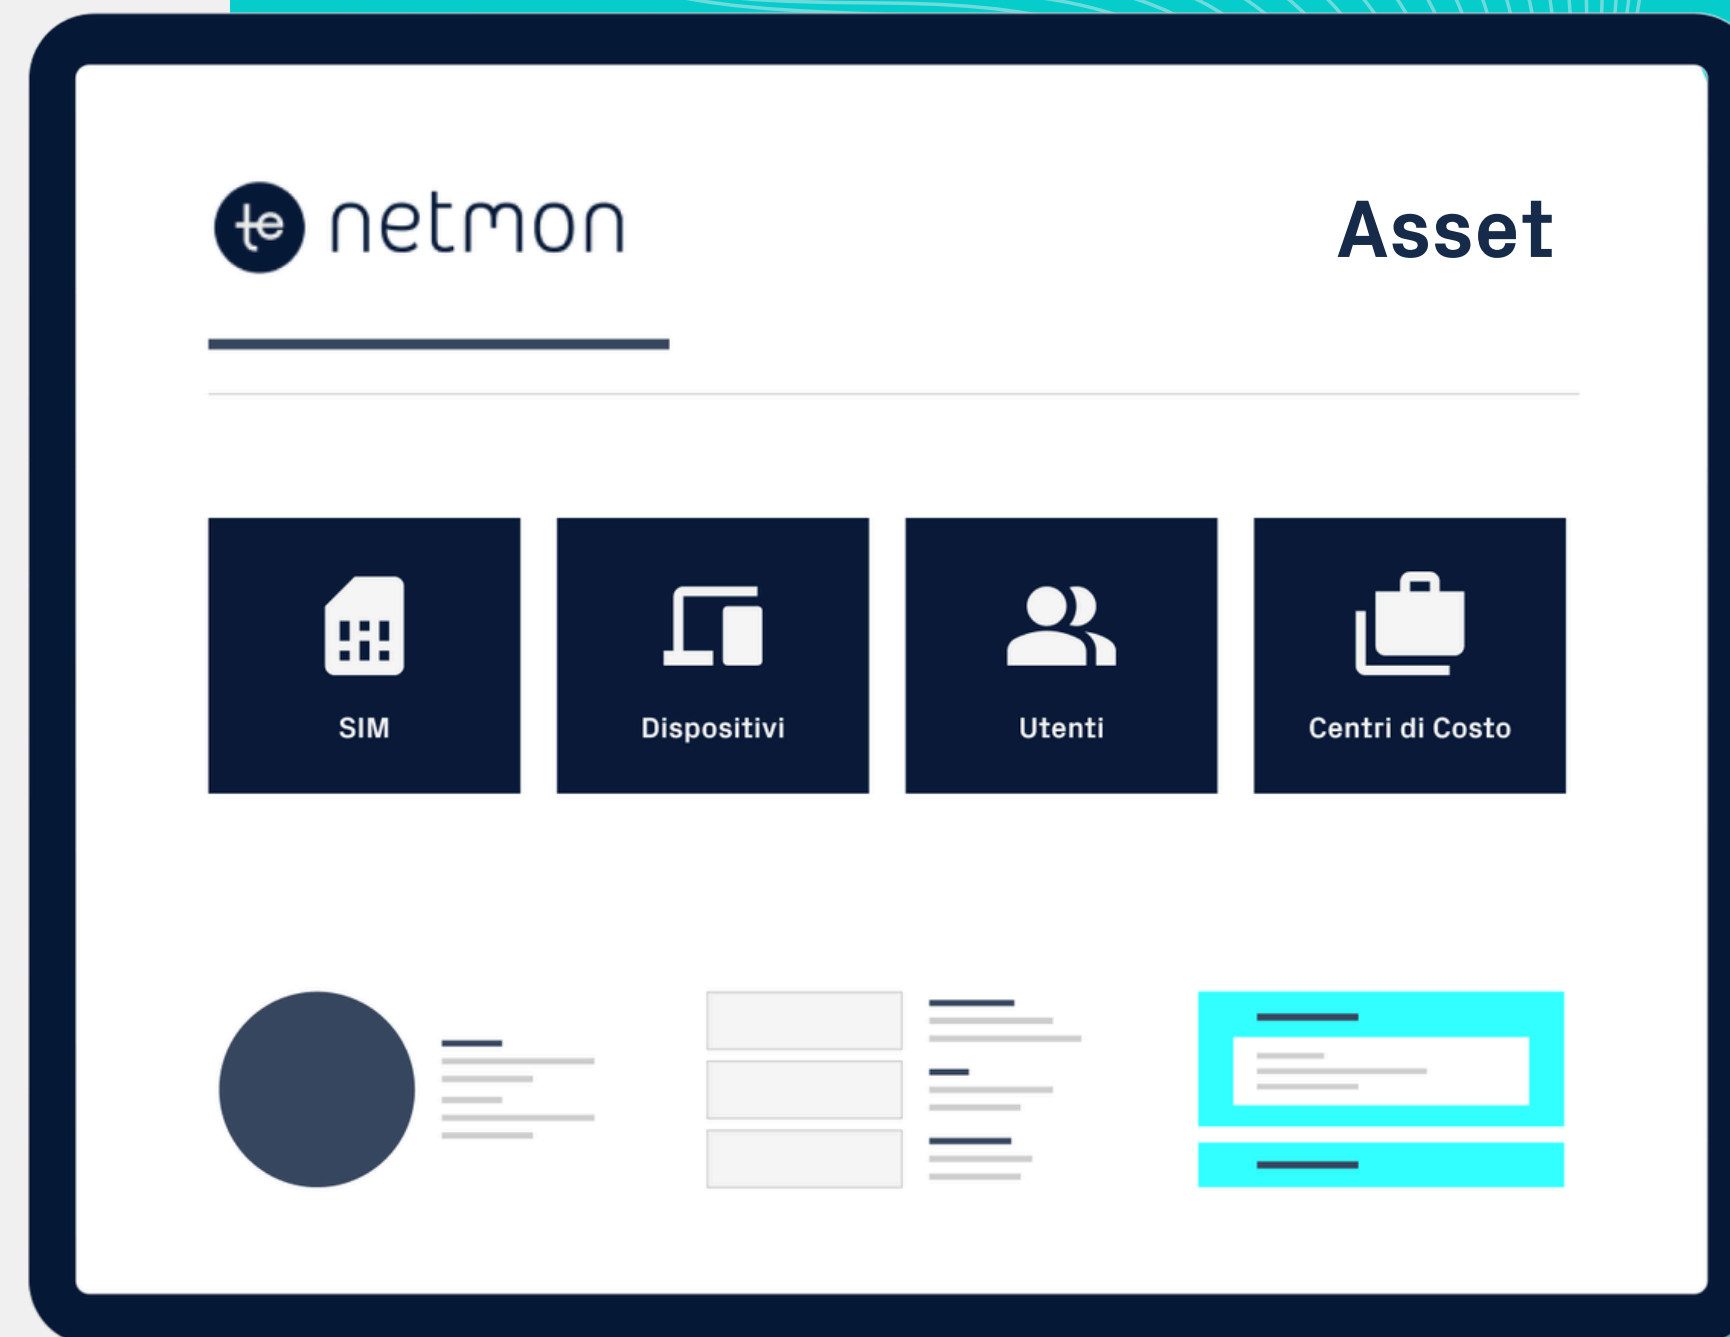 te netmon
Asset
SIM
Dispositivi
Utenti
Centri di Costo